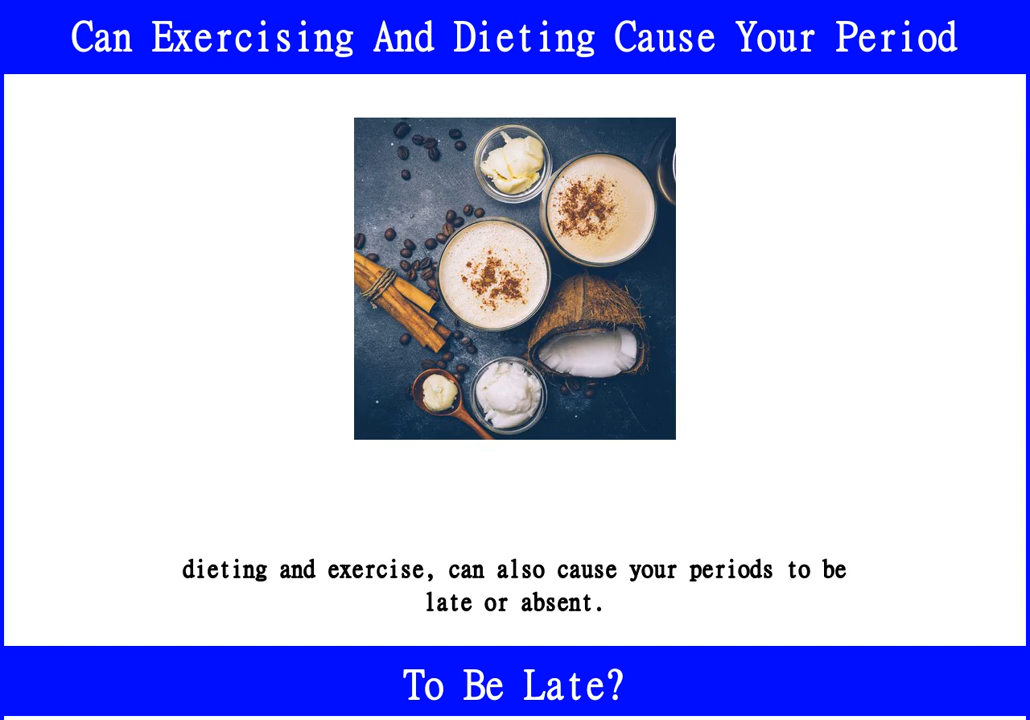 Can Exercising And Dieting Cause Your Period
dieting and exercise, can also cause your periods to be
late or absent.
To Be Late?